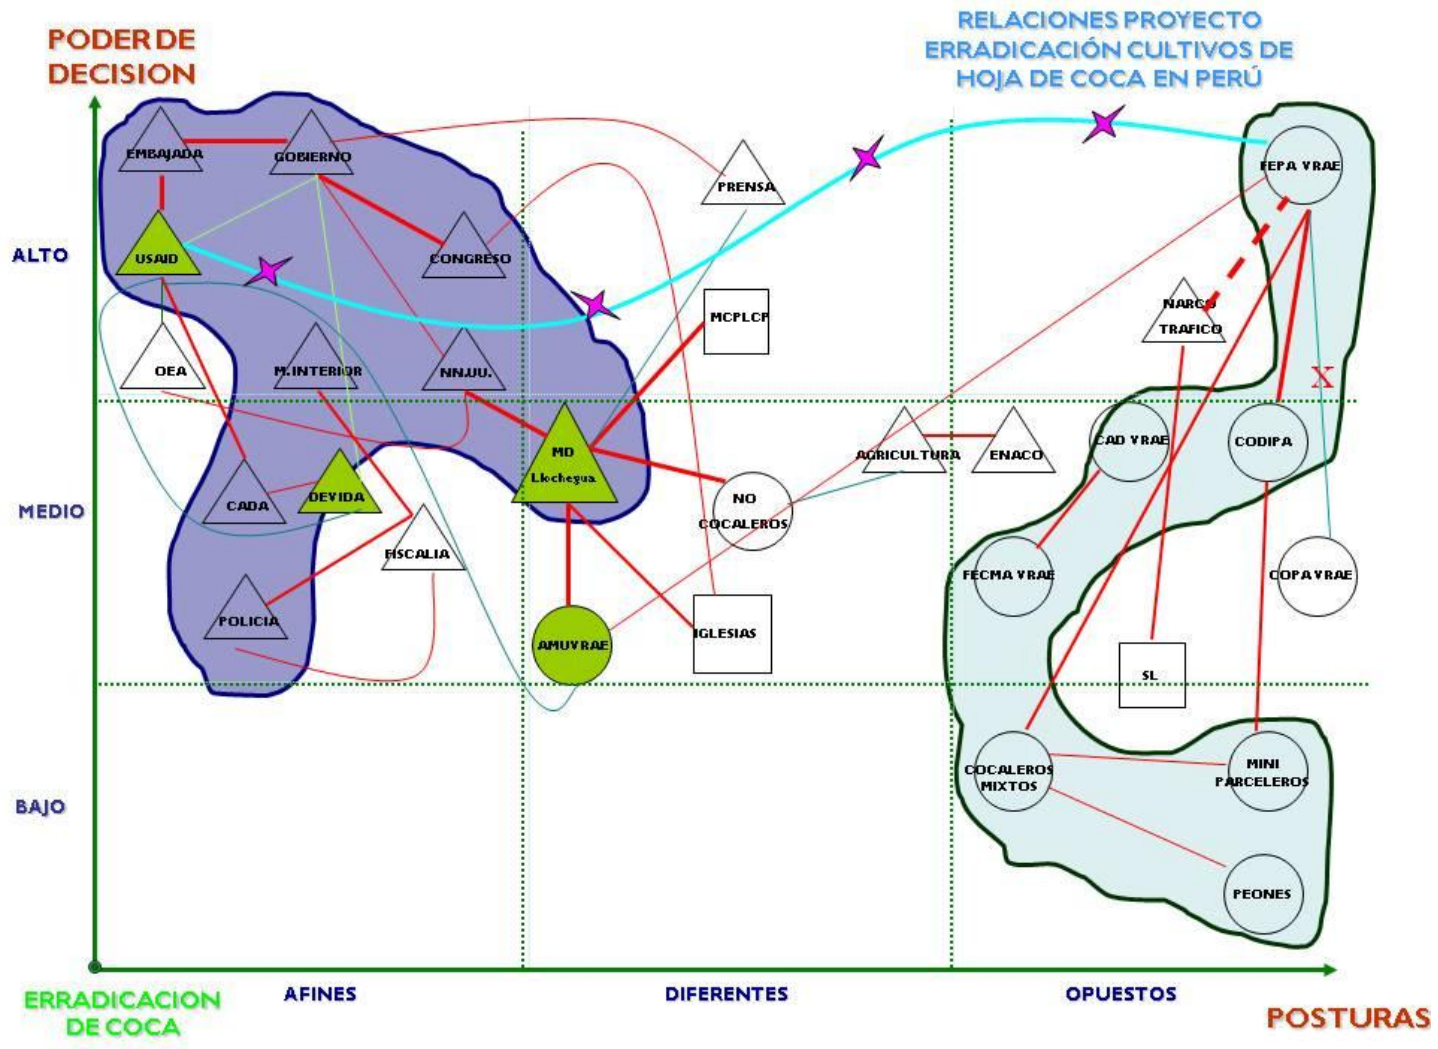 RELACIONES PROYECTO
ERRADICACIÓN CULTIVOS DE
HOJA DE COCA EN PERÚ
PODER DE
DECISION
EMBAJADA
GOBIERNO
FEPA VRAE
PRENSA
ALTO
USAID
CONGRESO
NARCO
TRAFICO
MCPLCP
OEA
M.INTERIOR
NN.UU.
X
MD
Llochegua
CAD VRAE
CODIPA
AGRICULTURA
ENACO
MEDIO
CADA
DEVIDA
NO
COCALEROS
FISCALIA
FECMA VRAE
COPA VRAE
POLICIA
AMUVRAE
IGLESIAS
SL
BAJO
COCALEROS
MIXTOS
MINI
PARCELEROS
PEONES
ERRADICACION
DE COCA
AFINES
DIFERENTES
OPUESTOS
POSTURAS